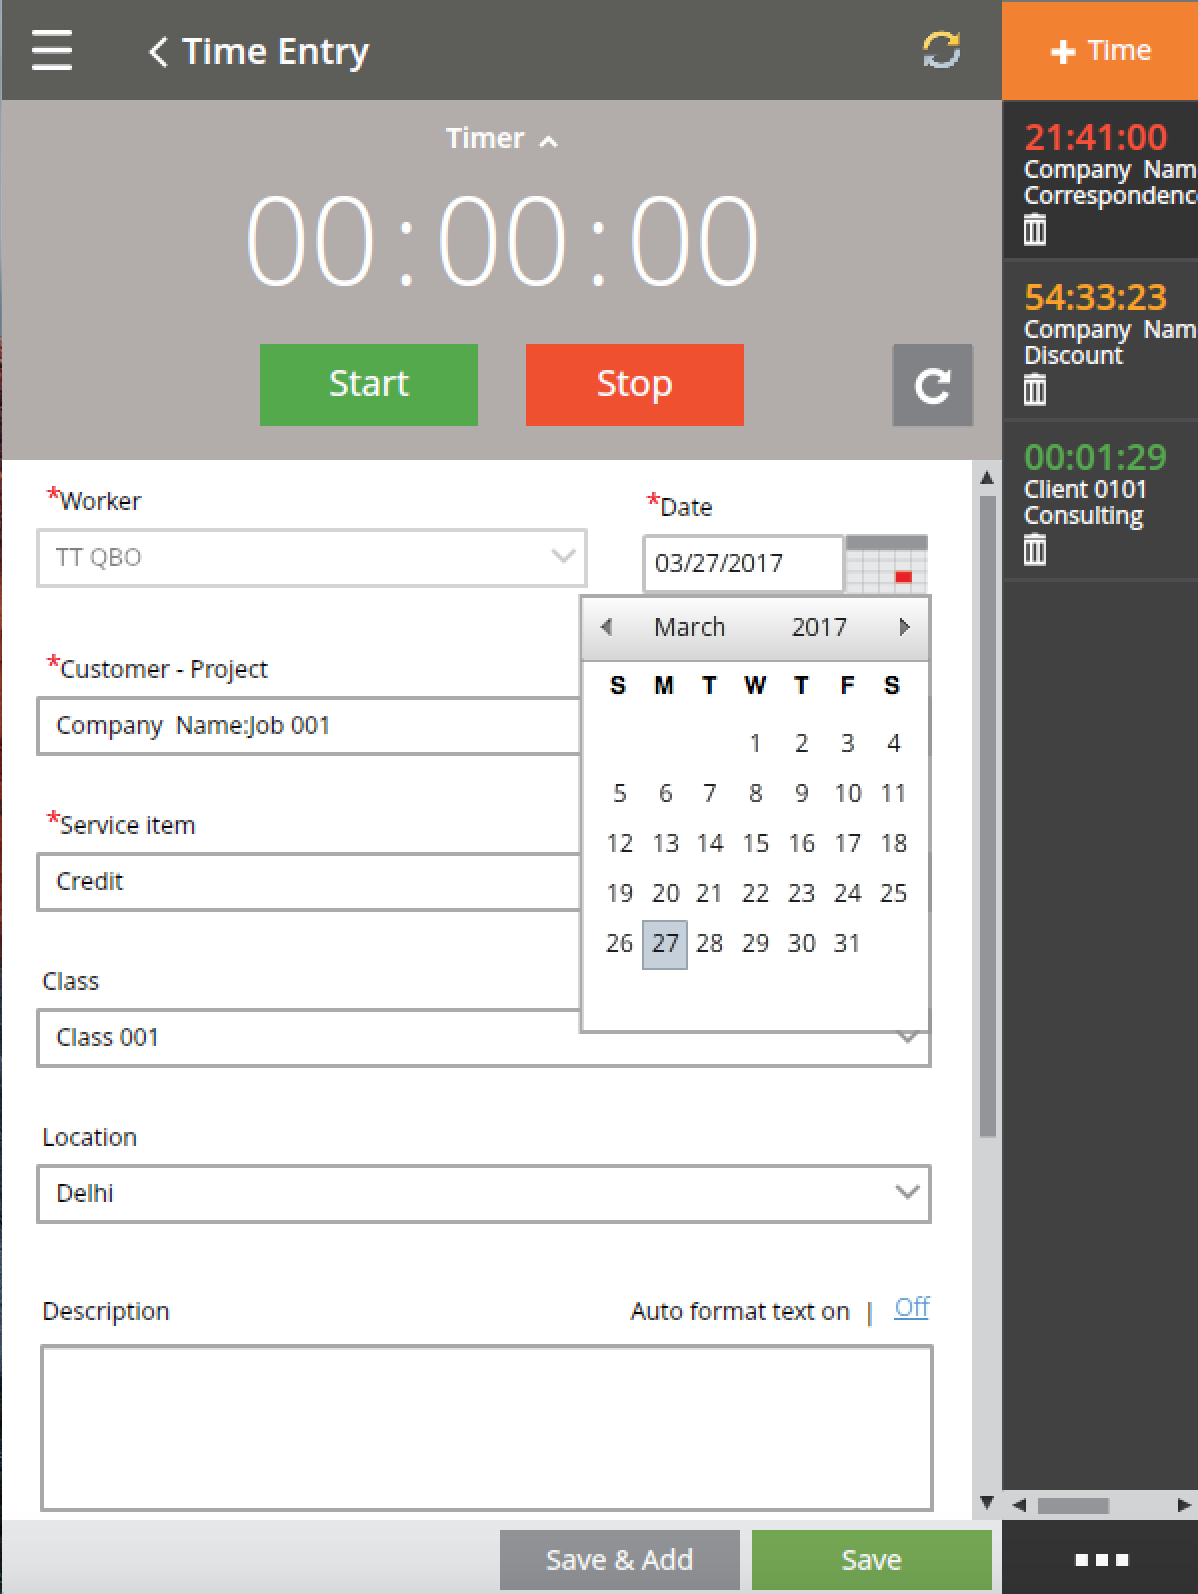 Time Entry
+ Time
Timer
00:00:00
Start
Stop
21:41:00
Company Nam
Correspondenc
54:33:23
Company Nam
Discount
00:01:29
Client 0101
Consulting
*Worker
TT QBO
*Date
03/27/2017
March 2017
S M T W T F S
1 2 3 4
5 6 7 8 9 10 11
12 13 14 15 16 17 18
19 20 21 22 23 24 25
26 27 28 29 30 31
*Customer - Project
Company Name:Job 001
*Service item
Credit
Class
Class 001
Location
Delhi
Description
Auto format text on | Off
Save & Add
Save